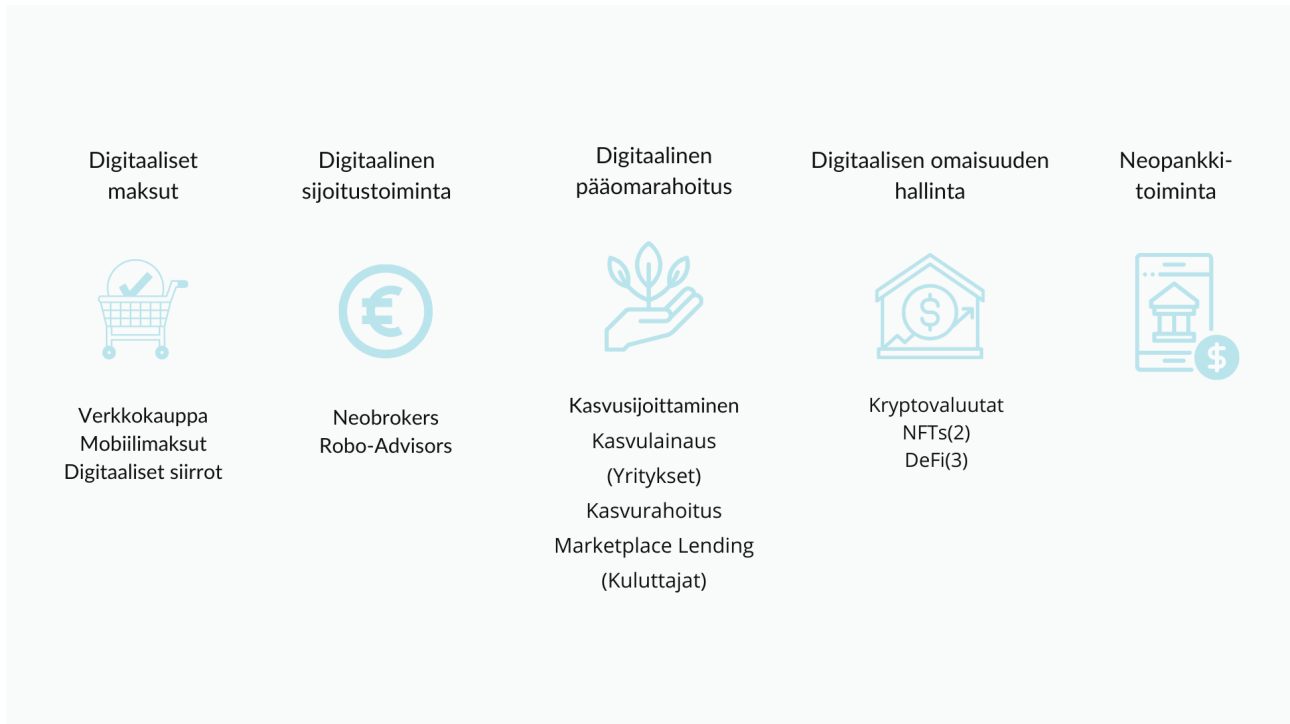 Digitaaliset
maksut
Verkkokauppa
Mobiilimaksut
Digitaaliset siirrot
Digitaalinen
sijoitustoiminta
€
Neobrokers
Robo-Advisors
Digitaalinen
pääomarahoitus
Kasvusijoittaminen
Kasvulainaus
(Yritykset)
Kasvurahoitus
Marketplace Lending
(Kuluttajat)
Digitaalisen omaisuuden
hallinta
$
Kryptovaluutat
NFTs(2)
DeFi(3)
Neopankki-
toiminta
$